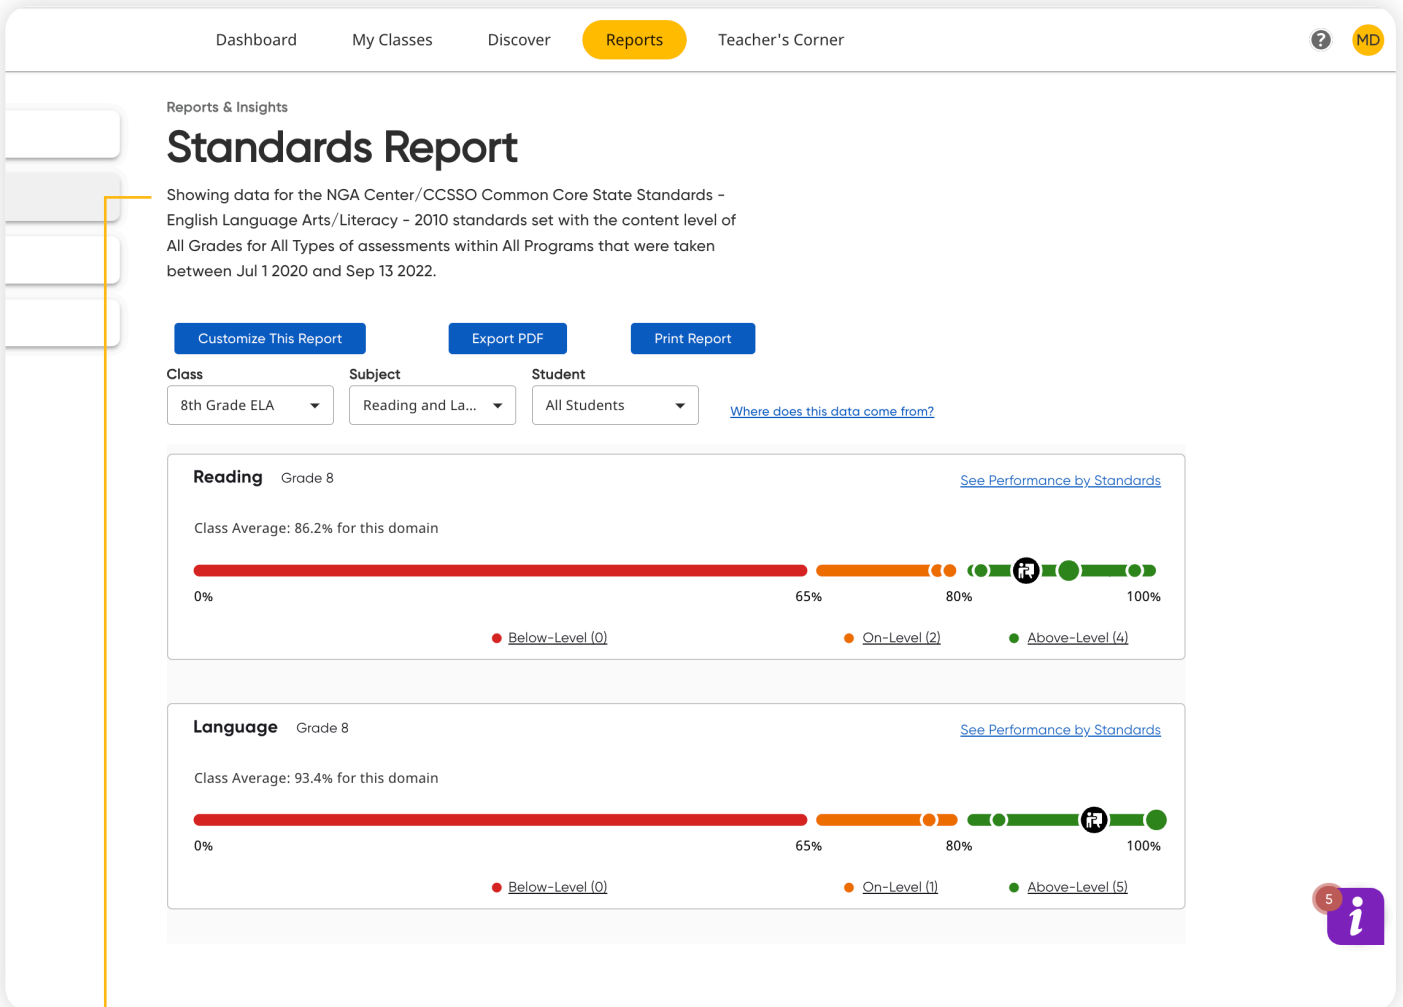 Dashboard
My Classes
Discover
Reports
Teacher's Corner
?
MD
Reports & Insights
Standards Report
Showing data for the NGA Center/CCSSO Common Core State Standards -
English Language Arts/Literacy - 2010 standards set with the content level of
All Grades for All Types of assessments within All Programs that were taken
between Jul 1 2020 and Sep 13 2022.
Customize This Report
Export PDF
Print Report
Class
Subject
Student
8th Grade ELA
Reading and La...
All Students
Where does this data come from?
Reading Grade 8
See Performance by Standards
Class Average: 86.2% for this domain
0%
65%
80%
100%
Below-Level (0)
On-Level (2)
Above-Level (4)
Language Grade 8
See Performance by Standards
Class Average: 93.4% for this domain
0%
65%
80%
100%
Below-Level (0)
On-Level (1)
Above-Level (5)
5
i